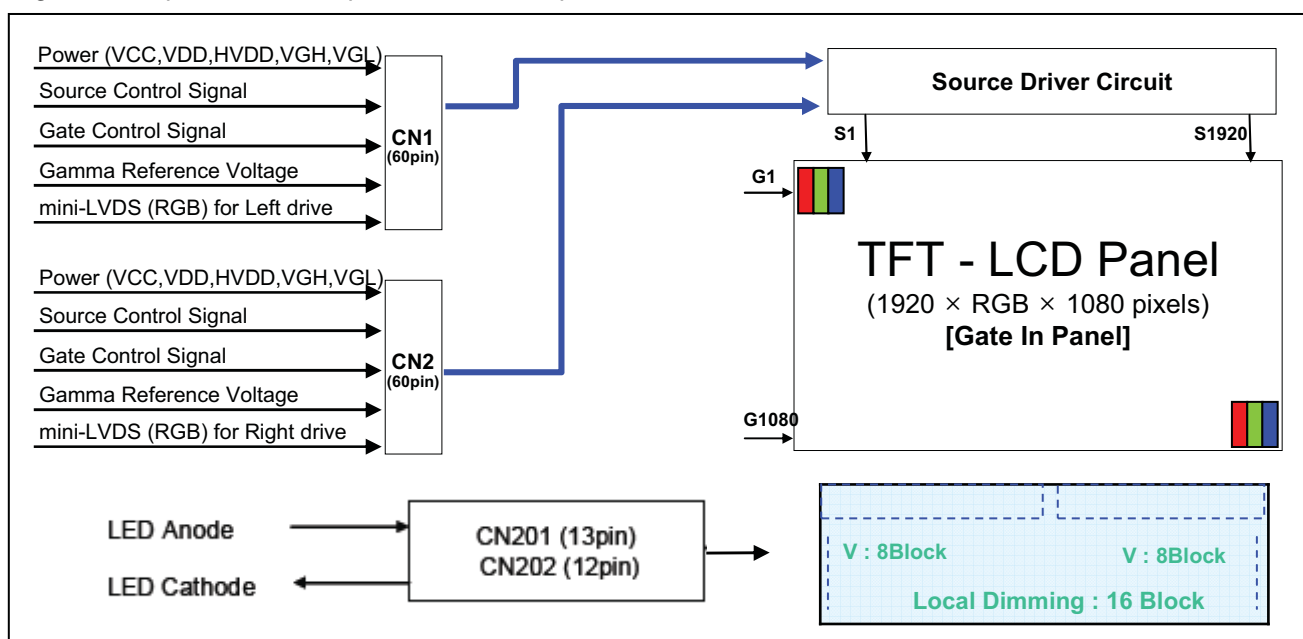 Power (VCC,VDD,HVDD,VGH,VGL)
Source Control Signal
Gate Control Signal
Gamma Reference Voltage
mini-LVDS (RGB) for Left drive
CN1
(60pin)
Power (VCC,VDD,HVDD,VGH,VGL)
Source Control Signal
Gate Control Signal
Gamma Reference Voltage
mini-LVDS (RGB) for Right drive
CN2
(60pin)
Source Driver Circuit
S1
S1920
G1
TFT - LCD Panel
(1920 × RGB × 1080 pixels)
[Gate In Panel]
G1080
LED Anode
LED Cathode
CN201 (13pin)
CN202 (12pin)
V : 8Block
V : 8Block
Local Dimming : 16 Block